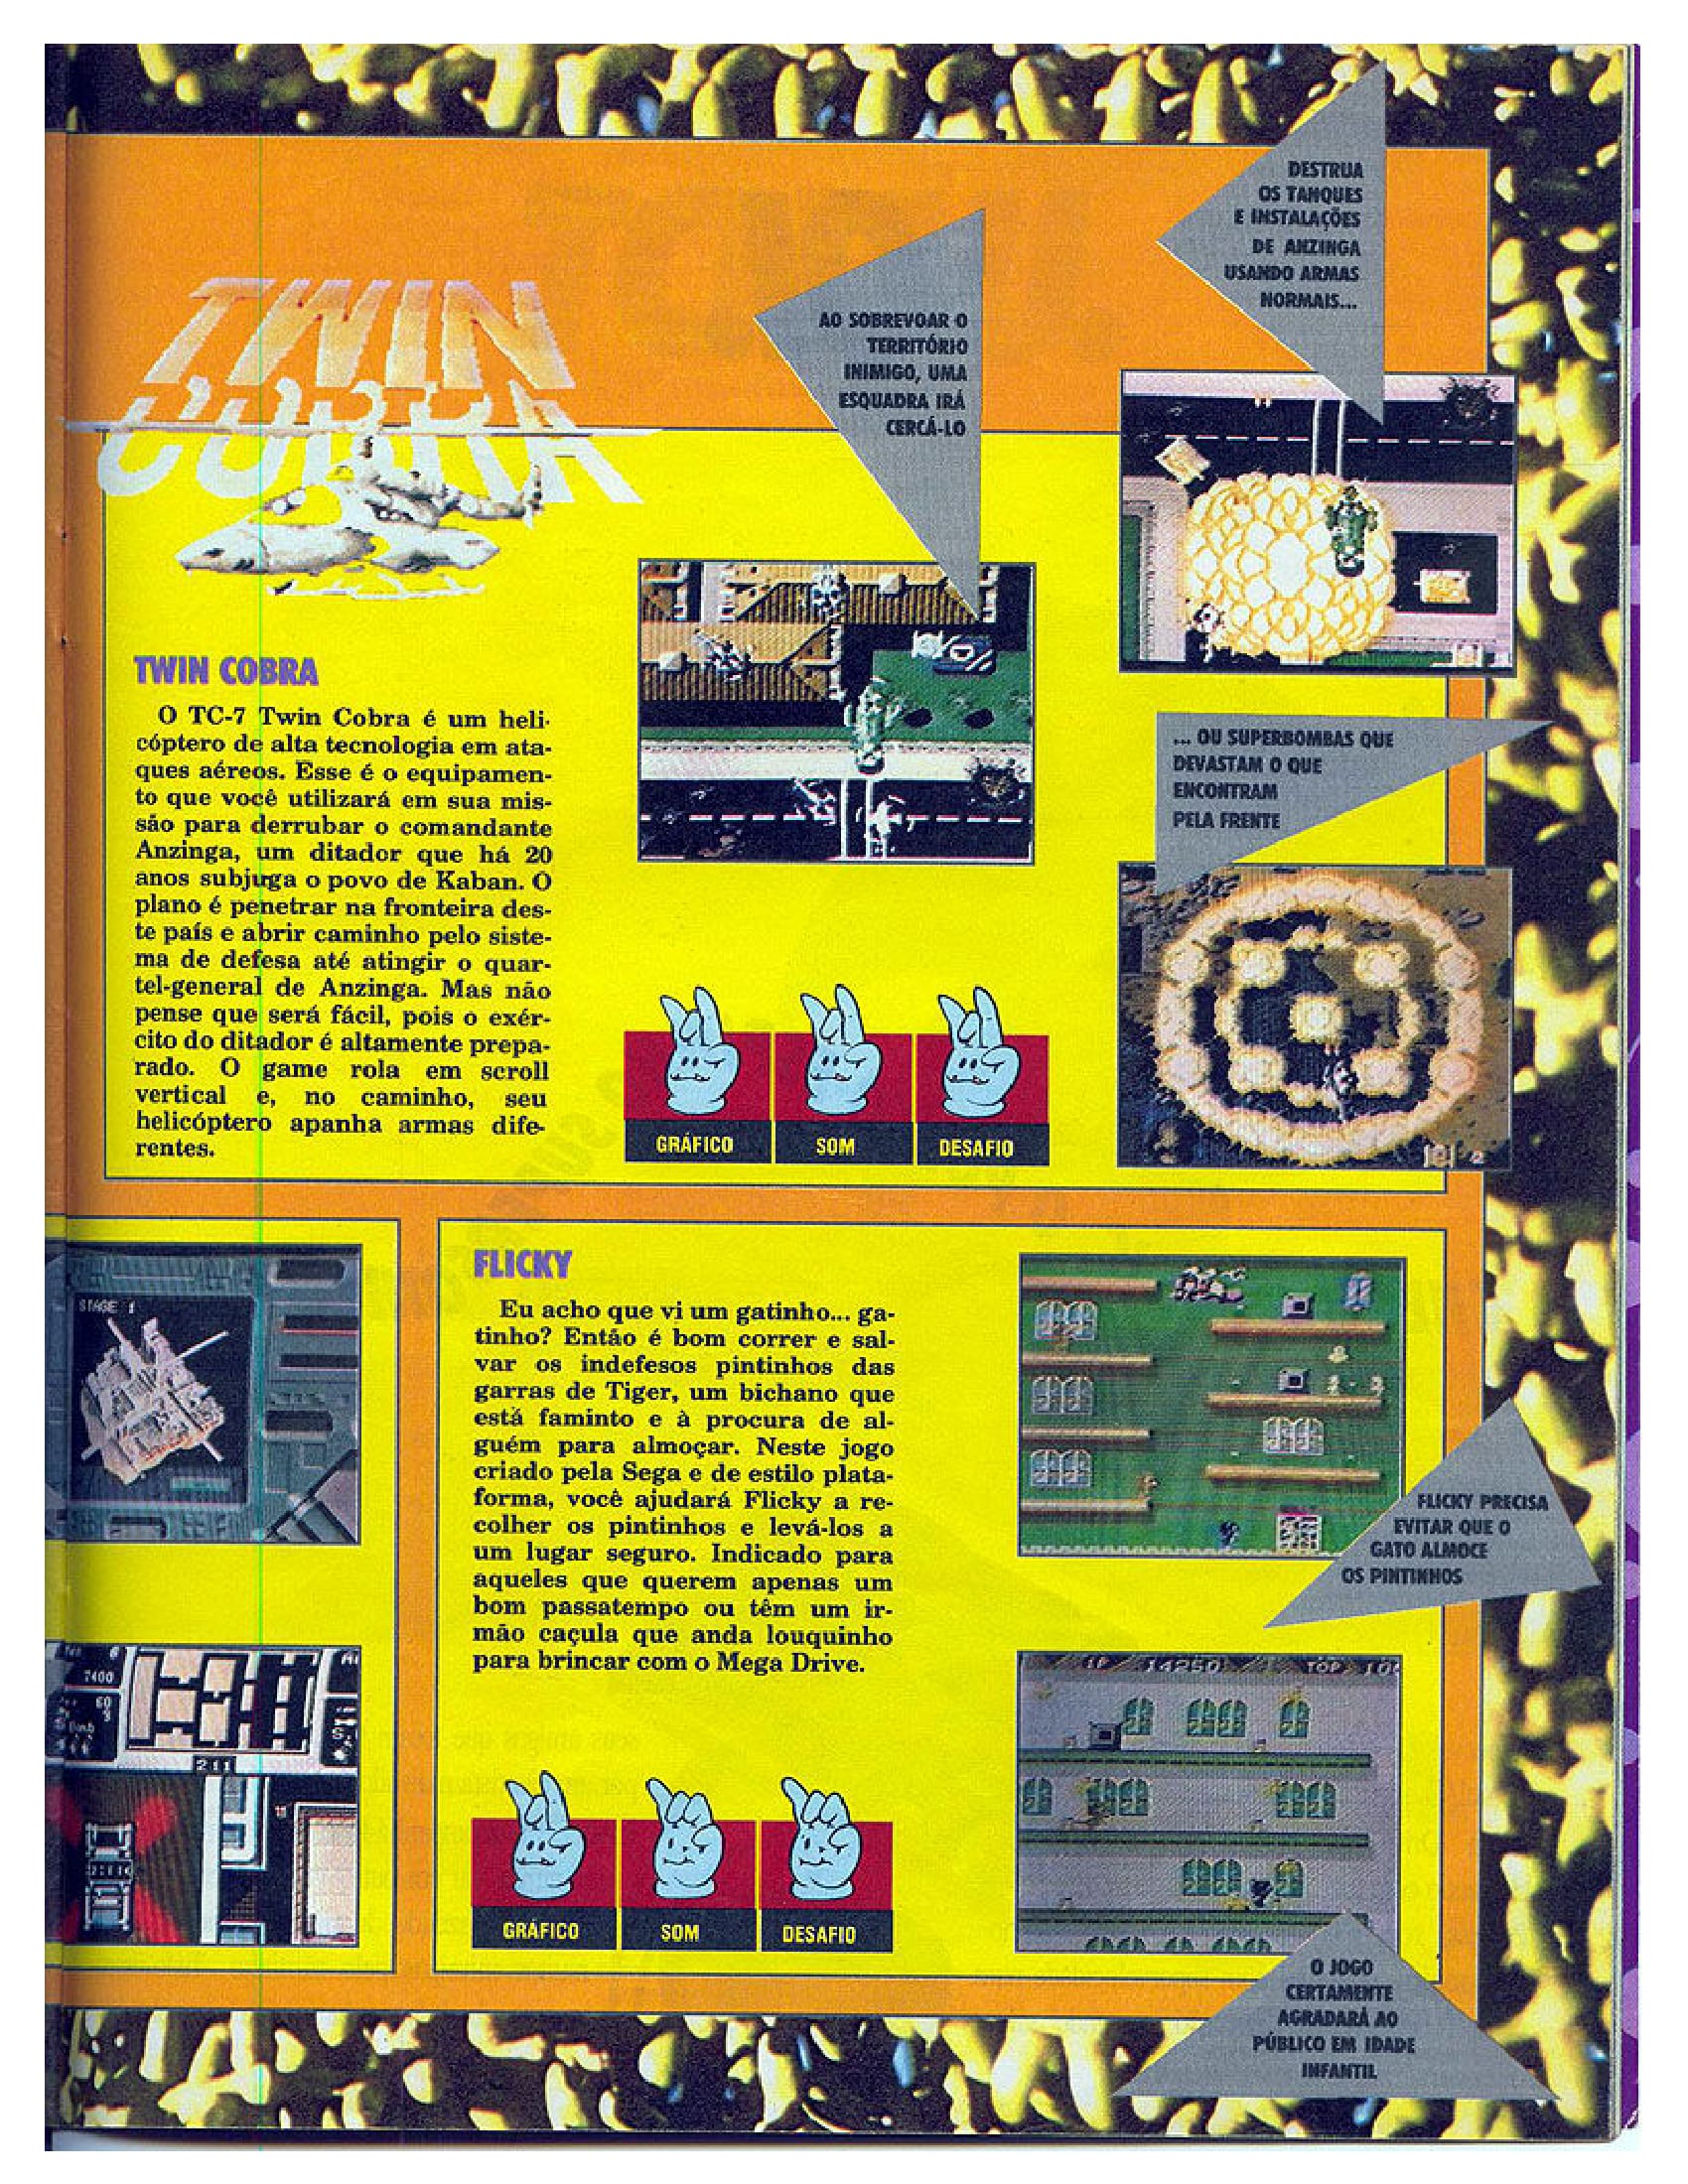 DESTRUA
OS TANQUES
E INSTALAÇÕES
DE ANZINGA
USANDO ARMAS
NORMAIS...
TWIN
COBRA
AO SOBREVOAR O
TERRITÓRIO
INIMIGO, UMA
ESQUADRA IRÁ
CERCÁ-LO
TWIN COBRA
O TC-7 Twin Cobra é um heli-
cóptero de alta tecnologia em ata-
ques aéreos. Esse é o equipamen-
to que você utilizará em sua mis-
são para derrubar o comandante
Anzinga, um ditador que há 20
anos subjuga o povo de Kaban. O
plano é penetrar na fronteira des-
te país e abrir caminho pelo siste-
ma de defesa até atingir o quar-
tel-general de Anzinga. Mas não
pense que será fácil, pois o exér-
cito do ditador é altamente prepa-
rado. O game rola em scroll
vertical e, no caminho, seu
helicóptero apanha armas dife-
rentes.
... OU SUPERBOMBAS QUE
DEVASTAM O QUE
ENCONTRAM
PELA FRENTE
GRÁFICO SOM DESAFIO
STAGE 1
7400
60
211
FLICKY
Eu acho que vi um gatinho... ga-
tinho? Então é bom correr e sal-
var os indefesos pintinhos das
garras de Tiger, um bichano que
está faminto e à procura de al-
guém para almoçar. Neste jogo
criado pela Sega e de estilo plata-
forma, você ajudará Flicky a re-
colher os pintinhos e levá-los a
um lugar seguro. Indicado para
aqueles que querem apenas um
bom passatempo ou têm um ir-
mão caçula que anda louquinho
para brincar com o Mega Drive.
FLICKY PRECISA
EVITAR QUE O
GATO ALMOCE
OS PINTINHOS
1P 14250 TOP
GRÁFICO SOM DESAFIO
O JOGO
CERTAMENTE
AGRADARÁ AO
PÚBLICO EM IDADE
INFANTIL